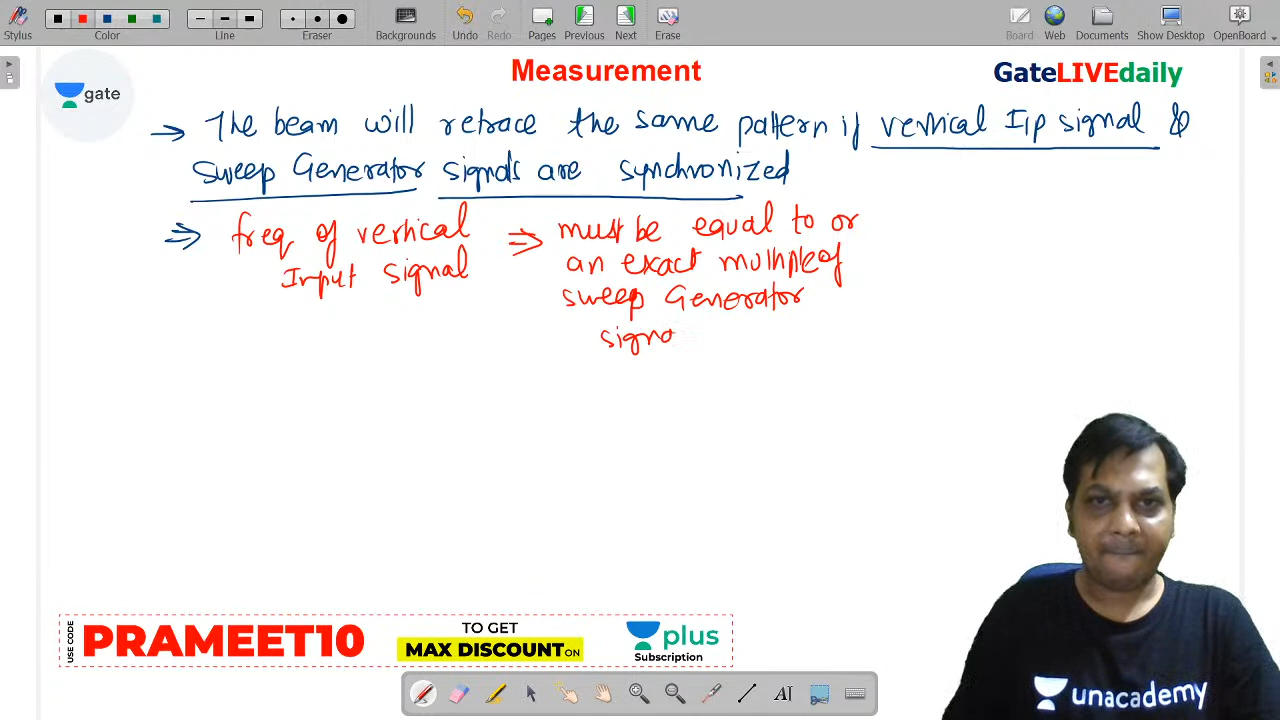 Stylus
Color
Line
Eraser
Backgrounds
Undo
Redo
Pages
Previous
Next
Erase
Board
Web
Documents
Show Desktop
OpenBoard
gate
Measurement
GateLIVEdaily
→ The beam will retrace the same pattern if vertical I/p signal &
sweep Generator signals are synchronized
⇒ freq of vertical
Input signal
⇒ must be equal to or
an exact multiple of
sweep Generator
signa
USE CODE
PRAMEET10
TO GET
MAX DISCOUNT ON
plus
Subscription
unacademy
AI